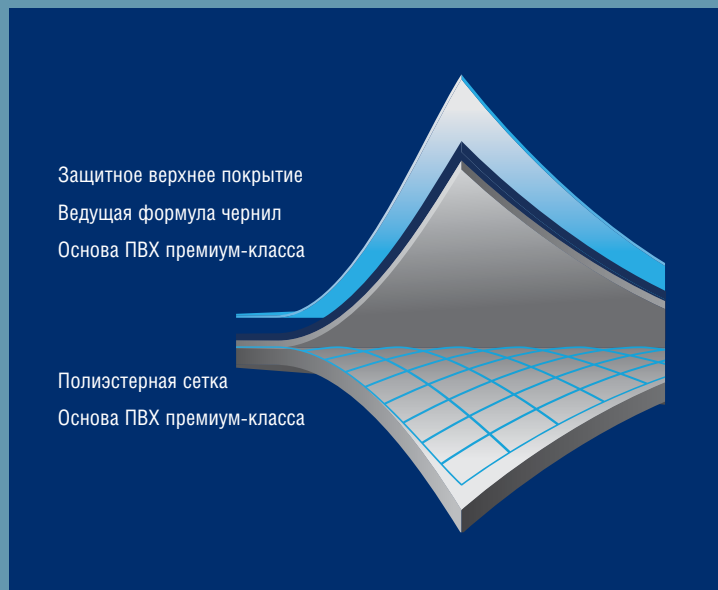 Защитное верхнее покрытие
Ведущая формула чернил
Основа ПВХ премиум-класса
Полиэстерная сетка
Основа ПВХ премиум-класса